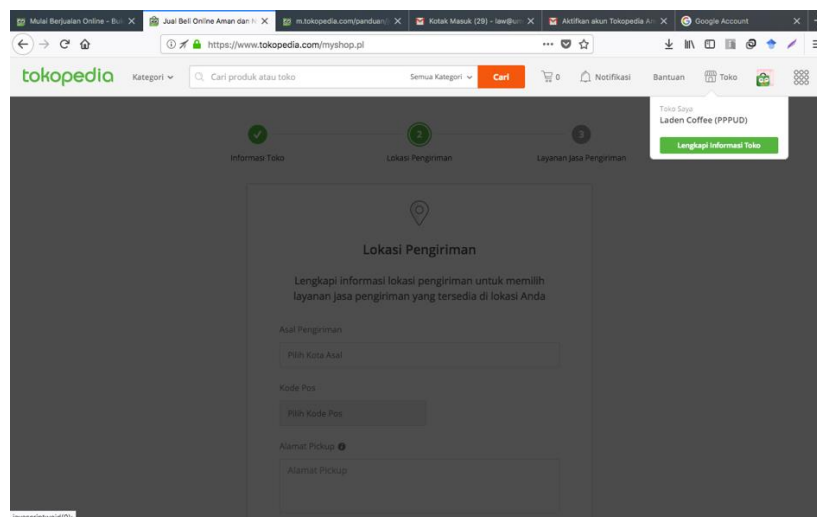 Mulai Berjualan Online – Bu
Jual Beli Online Aman dan N
m.tokopedia.com/panduan/
Kotak Masuk (29) – law@um
Aktifkan akun Tokopedia An
Google Account
https://www.tokopedia.com/myshop.pl
tokopedia
Kategori
Cari produk atau toko
Semua Kategori
Cari
0
Notifikasi
Bantuan
Toko
Toko Saya
Laden Coffee (PPPUD)
Lengkapi Informasi Toko
2
3
Informasi Toko
Lokasi Pengiriman
Layanan Jasa Pengiriman
Lokasi Pengiriman
Lengkapi informasi lokasi pengiriman untuk memilih
layanan jasa pengiriman yang tersedia di lokasi Anda
Asal Pengiriman
Pilih Kota Asal
Kode Pos
Pilih Kode Pos
Alamat Pickup
Alamat Pickup